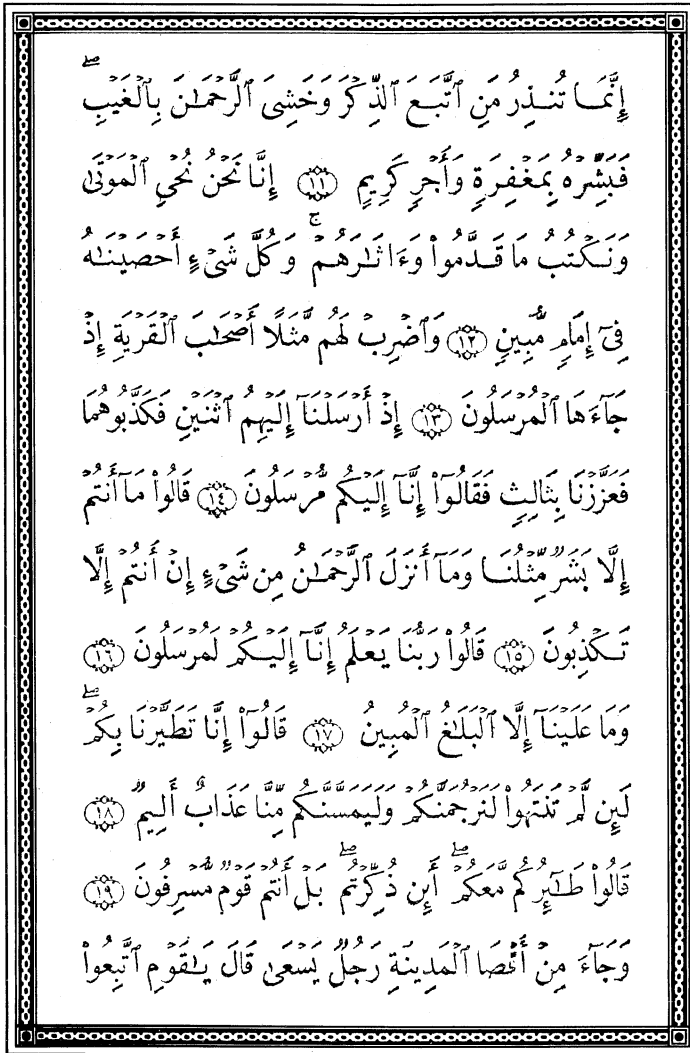 إِنَّمَا تُنذِرُ مَنِ ٱتَّبَعَ ٱلذِّكْرَ وَخَشِىَ ٱلرَّحْمَـٰنَ بِٱلْغَيْبِ ۖ
فَبَشِّرْهُ بِمَغْفِرَةٍ وَأَجْرٍ كَرِيمٍ ١١ إِنَّا نَحْنُ نُحْىِ ٱلْمَوْتَىٰ
وَنَكْتُبُ مَا قَدَّمُوا۟ وَءَاثَـٰرَهُمْ ۚ وَكُلَّ شَىْءٍ أَحْصَيْنَـٰهُ
فِىٓ إِمَامٍ مُّبِينٍ ١٢ وَٱضْرِبْ لَهُم مَّثَلًا أَصْحَـٰبَ ٱلْقَرْيَةِ إِذْ
جَآءَهَا ٱلْمُرْسَلُونَ ١٣ إِذْ أَرْسَلْنَآ إِلَيْهِمُ ٱثْنَيْنِ فَكَذَّبُوهُمَا
فَعَزَّزْنَا بِثَالِثٍ فَقَالُوٓا۟ إِنَّآ إِلَيْكُم مُّرْسَلُونَ ١٤ قَالُوا۟ مَآ أَنتُمْ
إِلَّا بَشَرٌ مِّثْلُنَا وَمَآ أَنزَلَ ٱلرَّحْمَـٰنُ مِن شَىْءٍ إِنْ أَنتُمْ إِلَّا
تَكْذِبُونَ ١٥ قَالُوا۟ رَبُّنَا يَعْلَمُ إِنَّآ إِلَيْكُمْ لَمُرْسَلُونَ ١٦
وَمَا عَلَيْنَآ إِلَّا ٱلْبَلَـٰغُ ٱلْمُبِينُ ١٧ قَالُوٓا۟ إِنَّا تَطَيَّرْنَا بِكُمْ ۖ
لَئِن لَّمْ تَنتَهُوا۟ لَنَرْجُمَنَّكُمْ وَلَيَمَسَّنَّكُم مِّنَّا عَذَابٌ أَلِيمٌ ١٨
قَالُوا۟ طَـٰٓئِرُكُم مَّعَكُمْ ۖ أَئِن ذُكِّرْتُم ۖ بَلْ أَنتُمْ قَوْمٌ مُّسْرِفُونَ ١٩
وَجَآءَ مِنْ أَقْصَا ٱلْمَدِينَةِ رَجُلٌ يَسْعَىٰ قَالَ يَـٰقَوْمِ ٱتَّبِعُوا۟